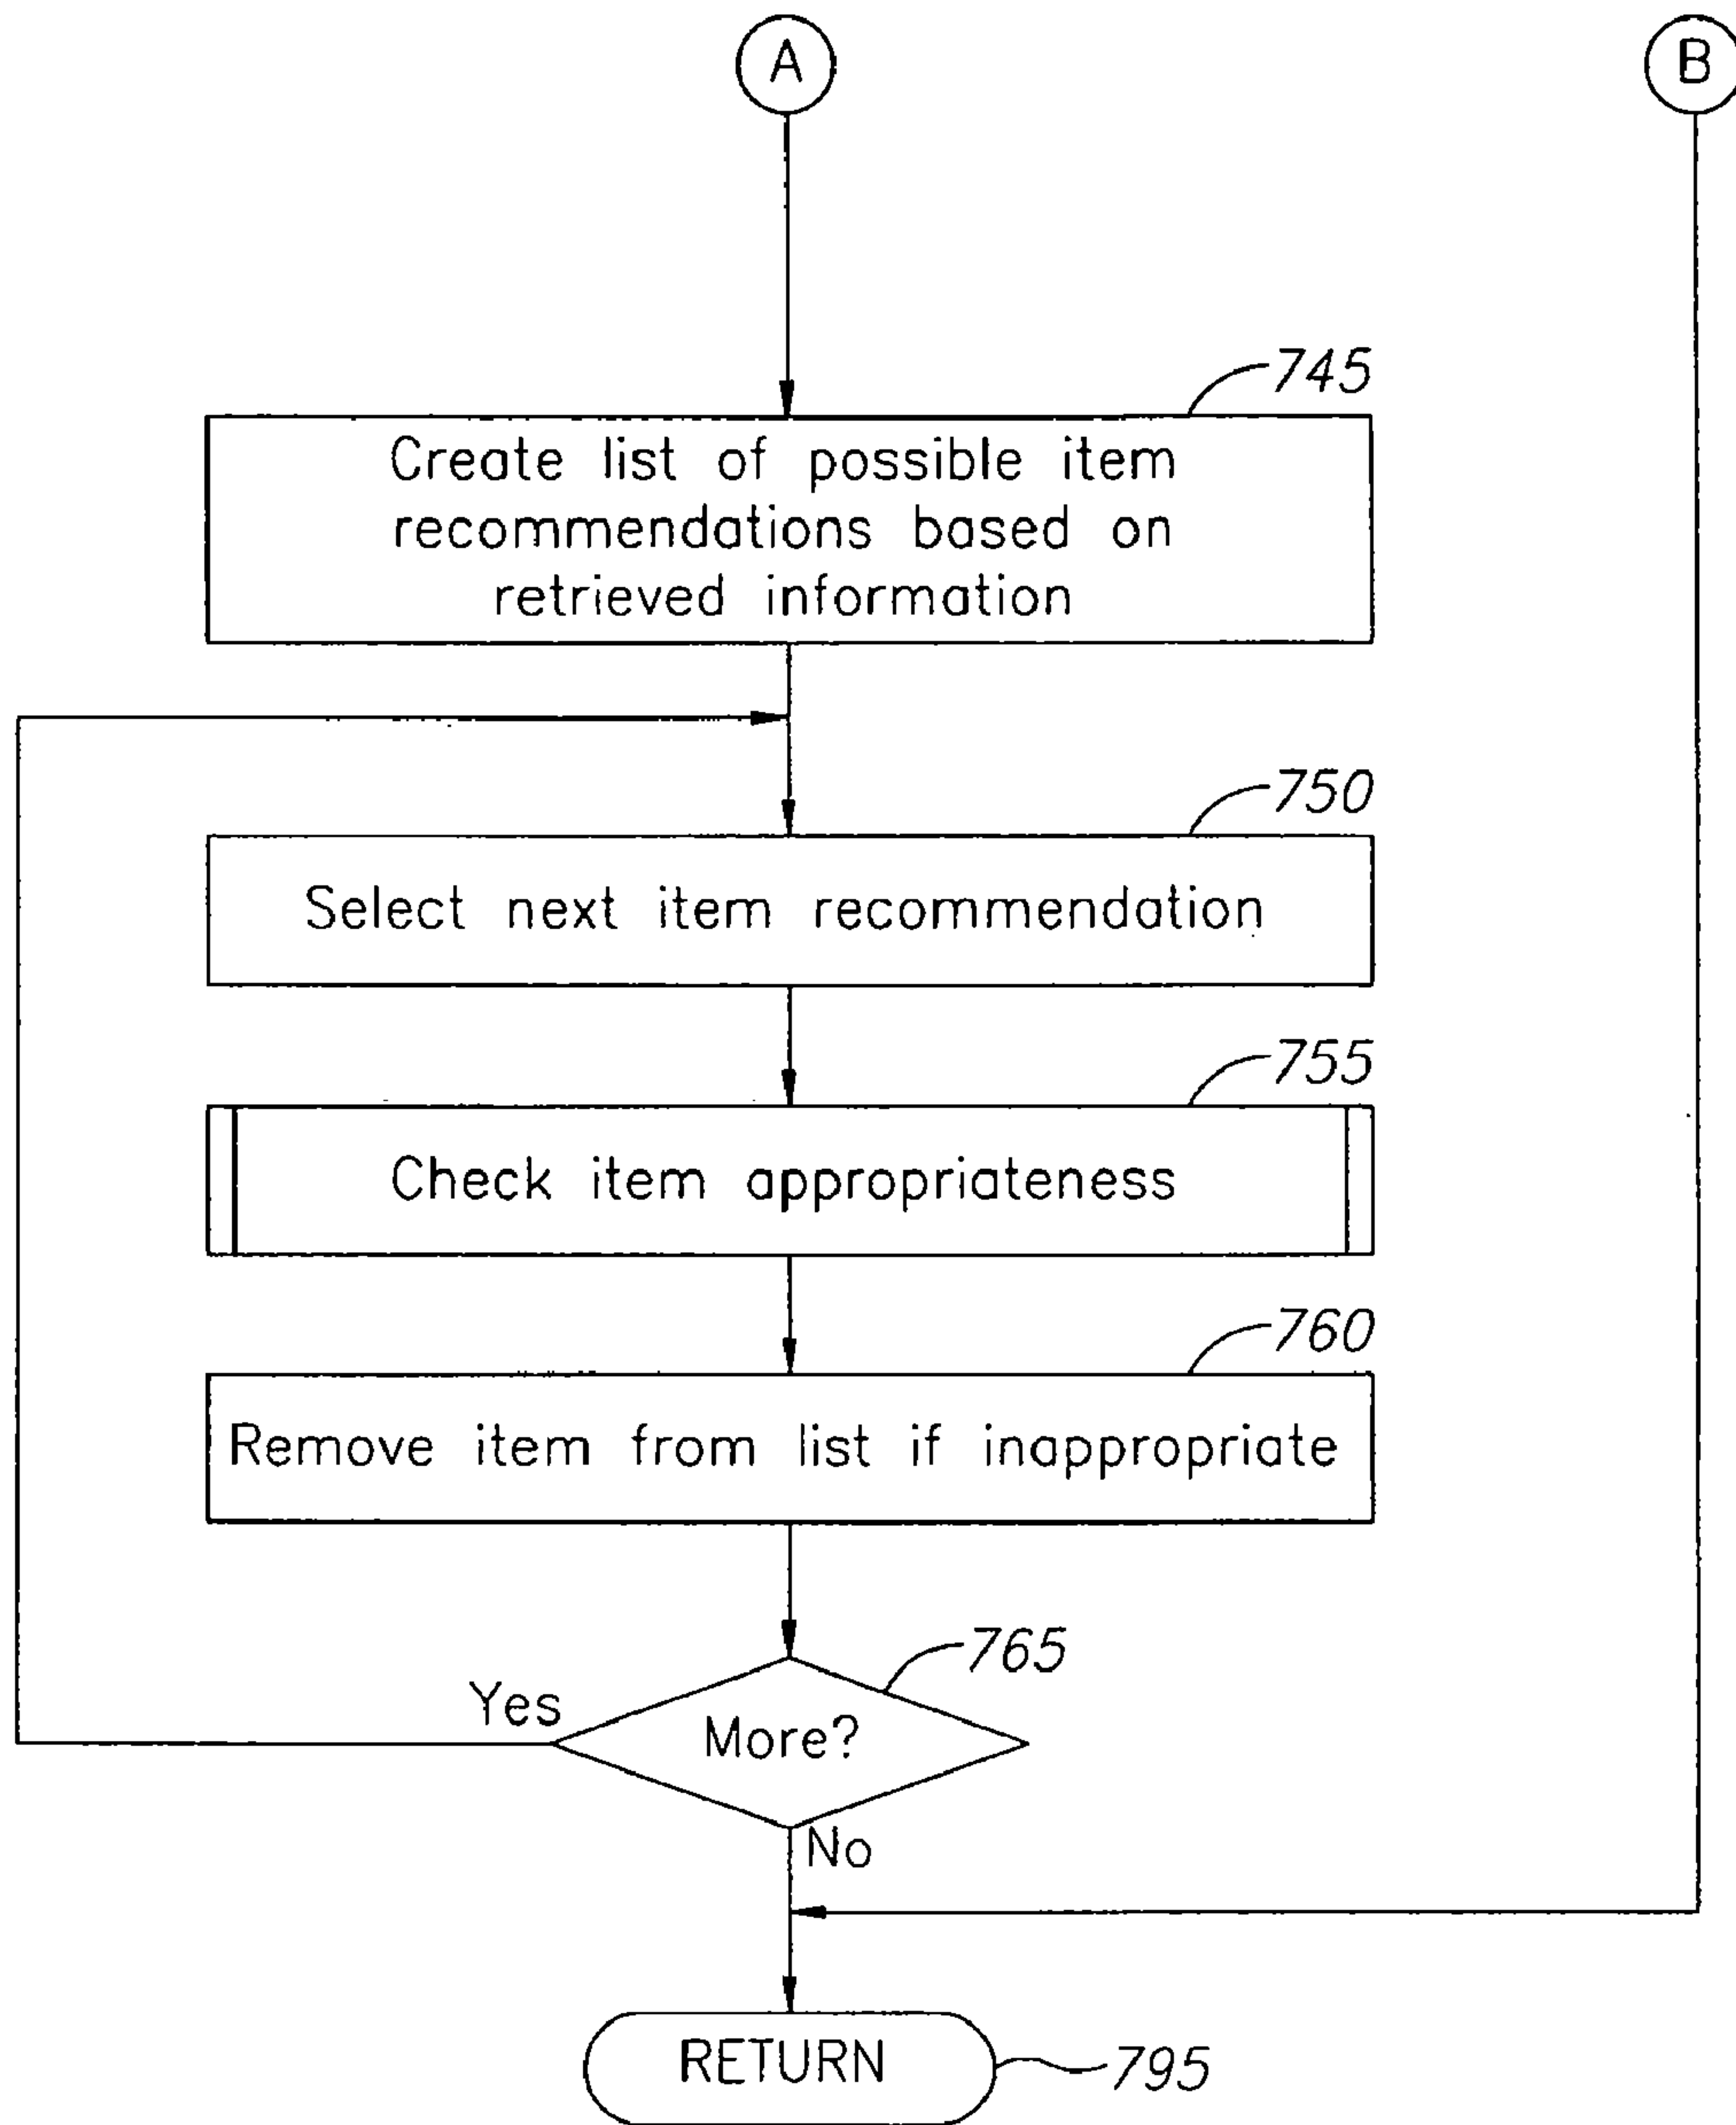 A
B
745
Create list of possible item
recommendations based on
retrieved information
750
Select next item recommendation
755
Check item appropriateness
760
Remove item from list if inappropriate
765
Yes
More?
No
RETURN
795